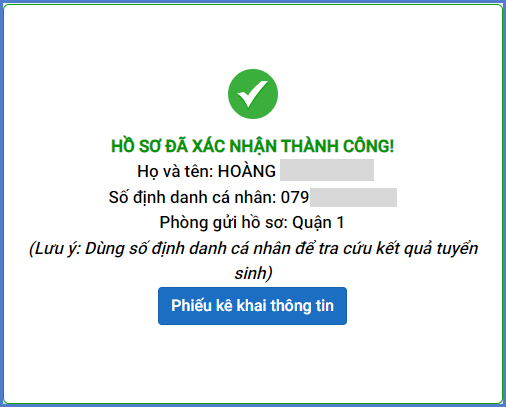 HỒ SƠ ĐÃ XÁC NHẬN THÀNH CÔNG!
Họ và tên: HOÀNG
Số định danh cá nhân: 079
Phòng gửi hồ sơ: Quận 1
(Lưu ý: Dùng số định danh cá nhân để tra cứu kết quả tuyển
sinh)
Phiếu kê khai thông tin